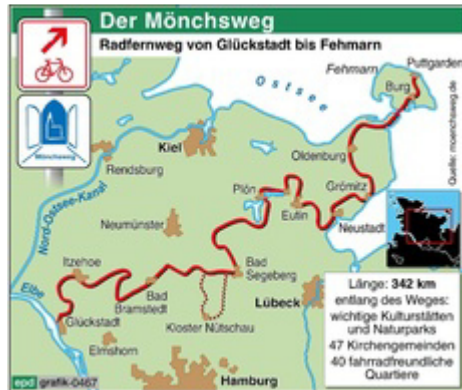 Der Mönchsweg
Radfernweg von Glückstadt bis Fehmarn
Mönchsweg
Ostsee
Fehmarn
Puttgarden
Burg
Kiel
Oldenburg
Rendsburg
Nord-Ostsee-Kanal
Plön
Grömitz
Eutin
Neumünster
Neustadt
Itzehoe
Bad
Segeberg
Elbe
Bad
Bramstedt
Lübeck
Glückstadt
Kloster Nütschau
Elmshorn
Hamburg
Länge: 342 km
entlang des Weges:
wichtige Kulturstätten
und Naturparks
47 Kirchengemeinden
40 fahrradfreundliche
Quartiere
Quelle: moenchsweg.de
epd grafik-0467